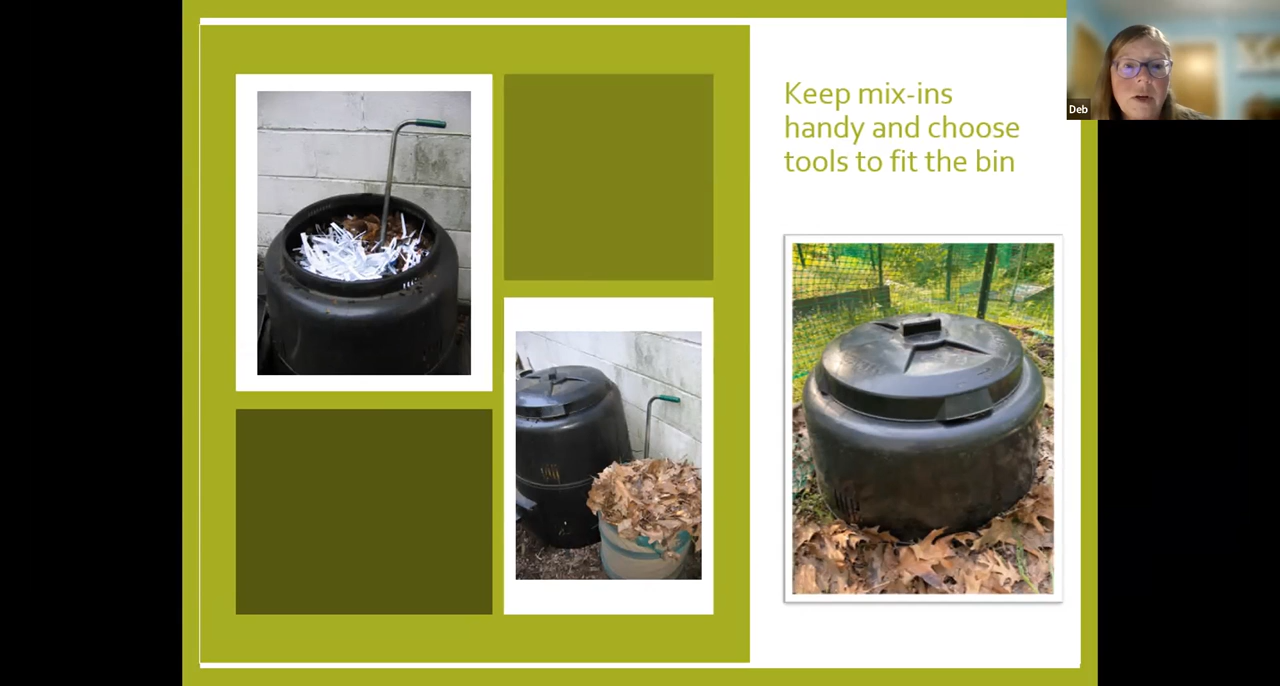 Keep mix-ins
handy and choose
tools to fit the bin
Deb